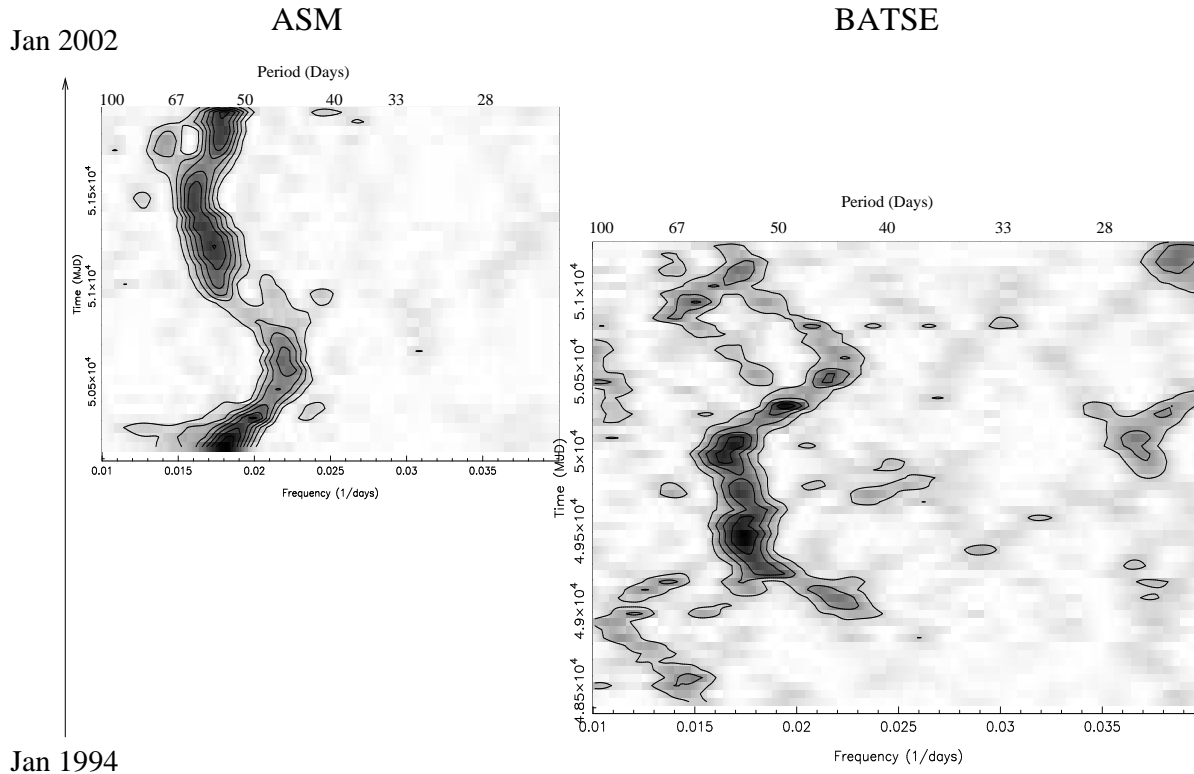 ASM
BATSE
Jan 2002
Period (Days)
100 67 50 40 33 28
Time (MJD)
5.15×10⁴
5.1×10⁴
5.05×10⁴
0.01 0.015 0.02 0.025 0.03 0.035
Frequency (1/days)
Period (Days)
100 67 50 40 33 28
Time (MJD)
5.1×10⁴
5.05×10⁴
5×10⁴
4.95×10⁴
4.9×10⁴
4.85×10⁴
0.01 0.015 0.02 0.025 0.03 0.035
Frequency (1/days)
Jan 1994